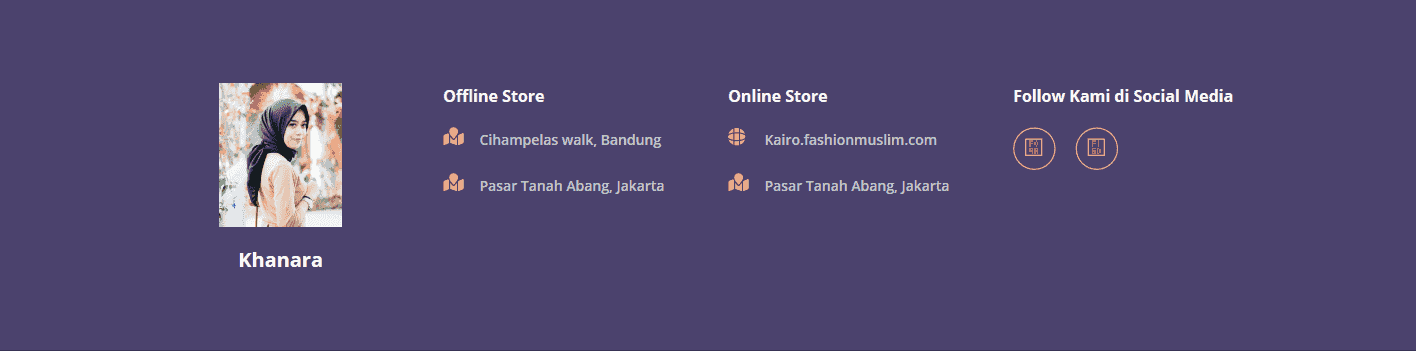 Offline Store
Cihampelas walk, Bandung
Pasar Tanah Abang, Jakarta
Online Store
Kairo.fashionmuslim.com
Pasar Tanah Abang, Jakarta
Follow Kami di Social Media
Khanara